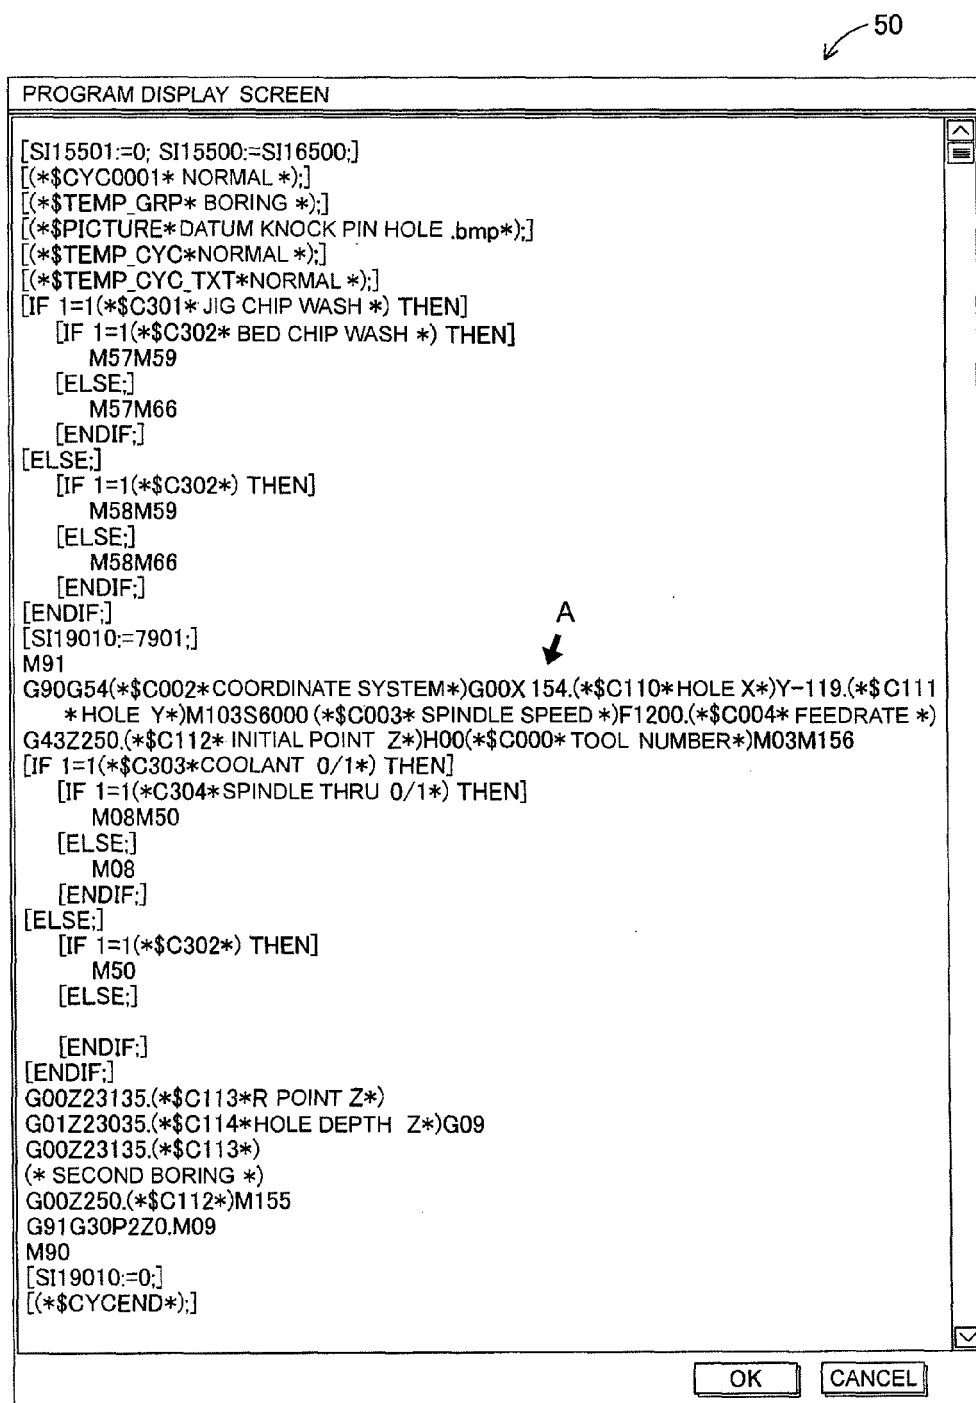 50
PROGRAM DISPLAY SCREEN
[SI15501:=0; SI15500:=SI16500;]
[(*$CYC0001* NORMAL *);]
[(*$TEMP_GRP* BORING *);]
[(*$PICTURE* DATUM KNOCK PIN HOLE .bmp*);]
[(*$TEMP_CYC*NORMAL *);]
[(*$TEMP_CYC_TXT*NORMAL *);]
[IF 1=1(*$C301* JIG CHIP WASH *) THEN]
[IF 1=1(*$C302* BED CHIP WASH *) THEN]
M57M59
[ELSE;]
M57M66
[ENDIF;]
[ELSE;]
[IF 1=1(*$C302*) THEN]
M58M59
[ELSE;]
M58M66
[ENDIF;]
[ENDIF;]
A
[SI19010:=7901;]
M91
G90G54(*$C002*COORDINATE SYSTEM*)G00X 154.(*$C110*HOLE X*)Y-119.(*$C111
*HOLE Y*)M103S6000 (*$C003* SPINDLE SPEED *)F1200.(*$C004* FEEDRATE *)
G43Z250.(*$C112* INITIAL POINT Z*)H00(*$C000* TOOL NUMBER*)M03M156
[IF 1=1(*$C303*COOLANT 0/1*) THEN]
[IF 1=1(*C304*SPINDLE THRU 0/1*) THEN]
M08M50
[ELSE;]
M08
[ENDIF;]
[ELSE;]
[IF 1=1(*$C302*) THEN]
M50
[ELSE;]
[ENDIF;]
[ENDIF;]
G00Z23135.(*$C113*R POINT Z*)
G01Z23035.(*$C114*HOLE DEPTH Z*)G09
G00Z23135.(*$C113*)
(* SECOND BORING *)
G00Z250.(*$C112*)M155
G91G30P2Z0.M09
M90
[SI19010:=0;]
[(*$CYCEND*);]
OK CANCEL